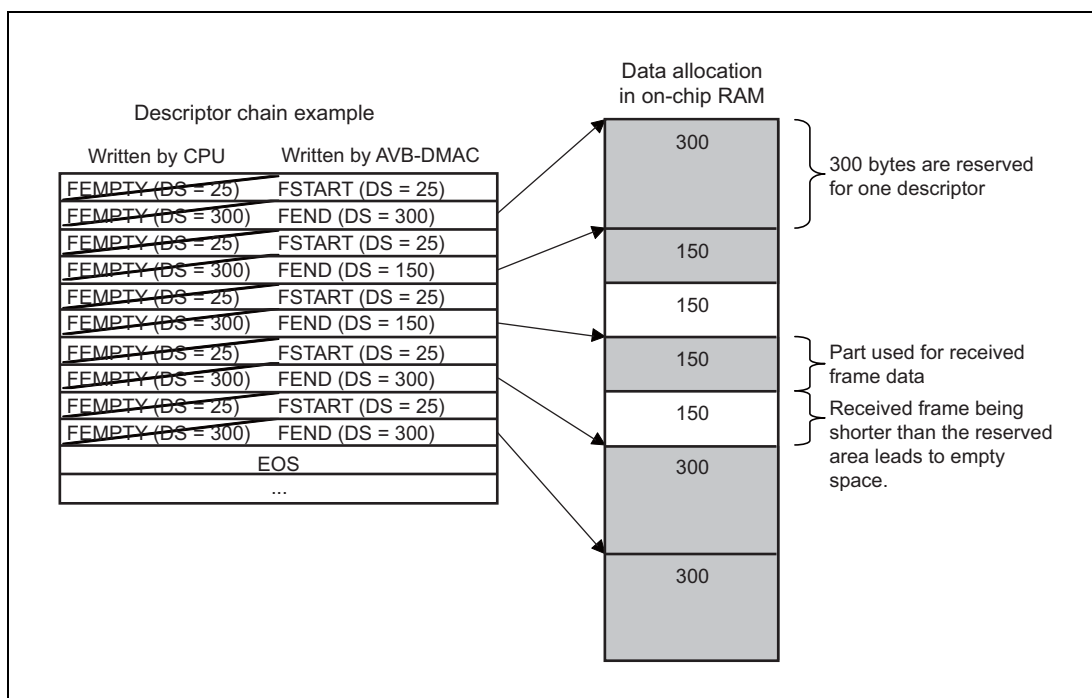 Data allocation
in on-chip RAM
Descriptor chain example
Written by CPU Written by AVB-DMAC
FEMPTY (DS = 25) FSTART (DS = 25)
FEMPTY (DS = 300) FEND (DS = 300)
FEMPTY (DS = 25) FSTART (DS = 25)
FEMPTY (DS = 300) FEND (DS = 150)
FEMPTY (DS = 25) FSTART (DS = 25)
FEMPTY (DS = 300) FEND (DS = 150)
FEMPTY (DS = 25) FSTART (DS = 25)
FEMPTY (DS = 300) FEND (DS = 300)
FEMPTY (DS = 25) FSTART (DS = 25)
FEMPTY (DS = 300) FEND (DS = 300)
EOS
...
300
150
150
150
150
300
300
300 bytes are reserved
for one descriptor
Part used for received
frame data
Received frame being
shorter than the reserved
area leads to empty
space.